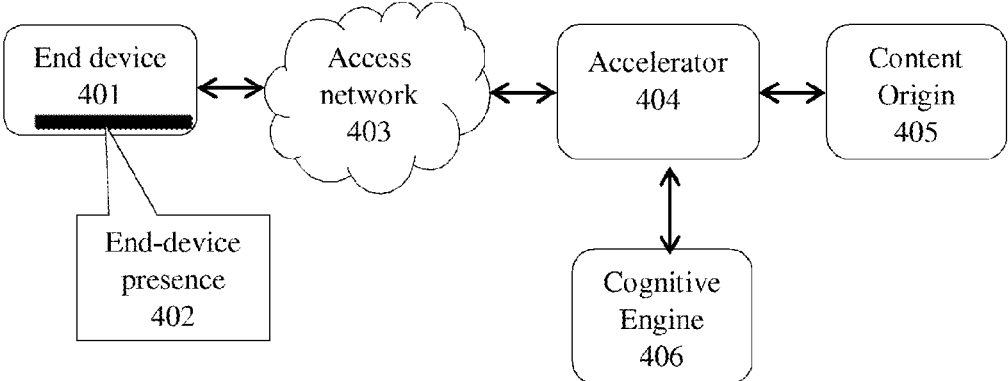 End device
401
Access
network
403
Accelerator
404
Content
Origin
405
End-device
presence
402
Cognitive
Engine
406